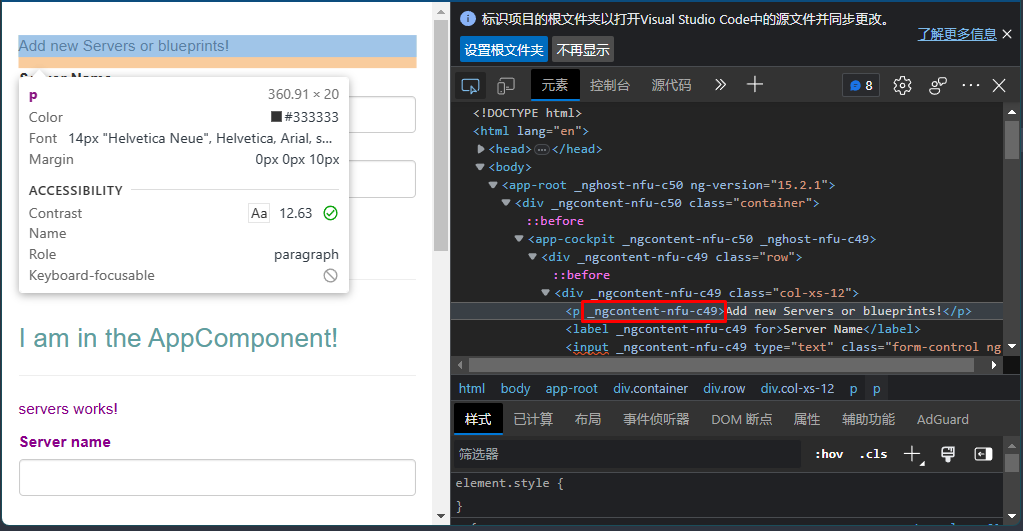 Add new Servers or blueprints!
Server Name
p 360.91 × 20
Color #333333
Font 14px "Helvetica Neue", Helvetica, Arial, s...
Margin 0px 0px 10px
ACCESSIBILITY
Contrast Aa 12.63
Name
Role paragraph
Keyboard-focusable
I am in the AppComponent!
servers works!
Server name
标识项目的根文件夹以打开Visual Studio Code中的源文件并同步更改。
了解更多信息
设置根文件夹 不再显示
元素 控制台 源代码 8
<!DOCTYPE html>
<html lang="en">
<head> ··· </head>
<body>
<app-root _nghost-nfu-c50 ng-version="15.2.1">
<div _ngcontent-nfu-c50 class="container">
::before
<app-cockpit _ngcontent-nfu-c50 _nghost-nfu-c49>
<div _ngcontent-nfu-c49 class="row">
::before
<div _ngcontent-nfu-c49 class="col-xs-12">
<p _ngcontent-nfu-c49>Add new Servers or blueprints!</p>
<label _ngcontent-nfu-c49 for>Server Name</label>
<input _ngcontent-nfu-c49 type="text" class="form-control ng
html body app-root div.container div.row div.col-xs-12 p p
样式 已计算 布局 事件侦听器 DOM 断点 属性 辅助功能 AdGuard
筛选器 :hov .cls
element.style {
}